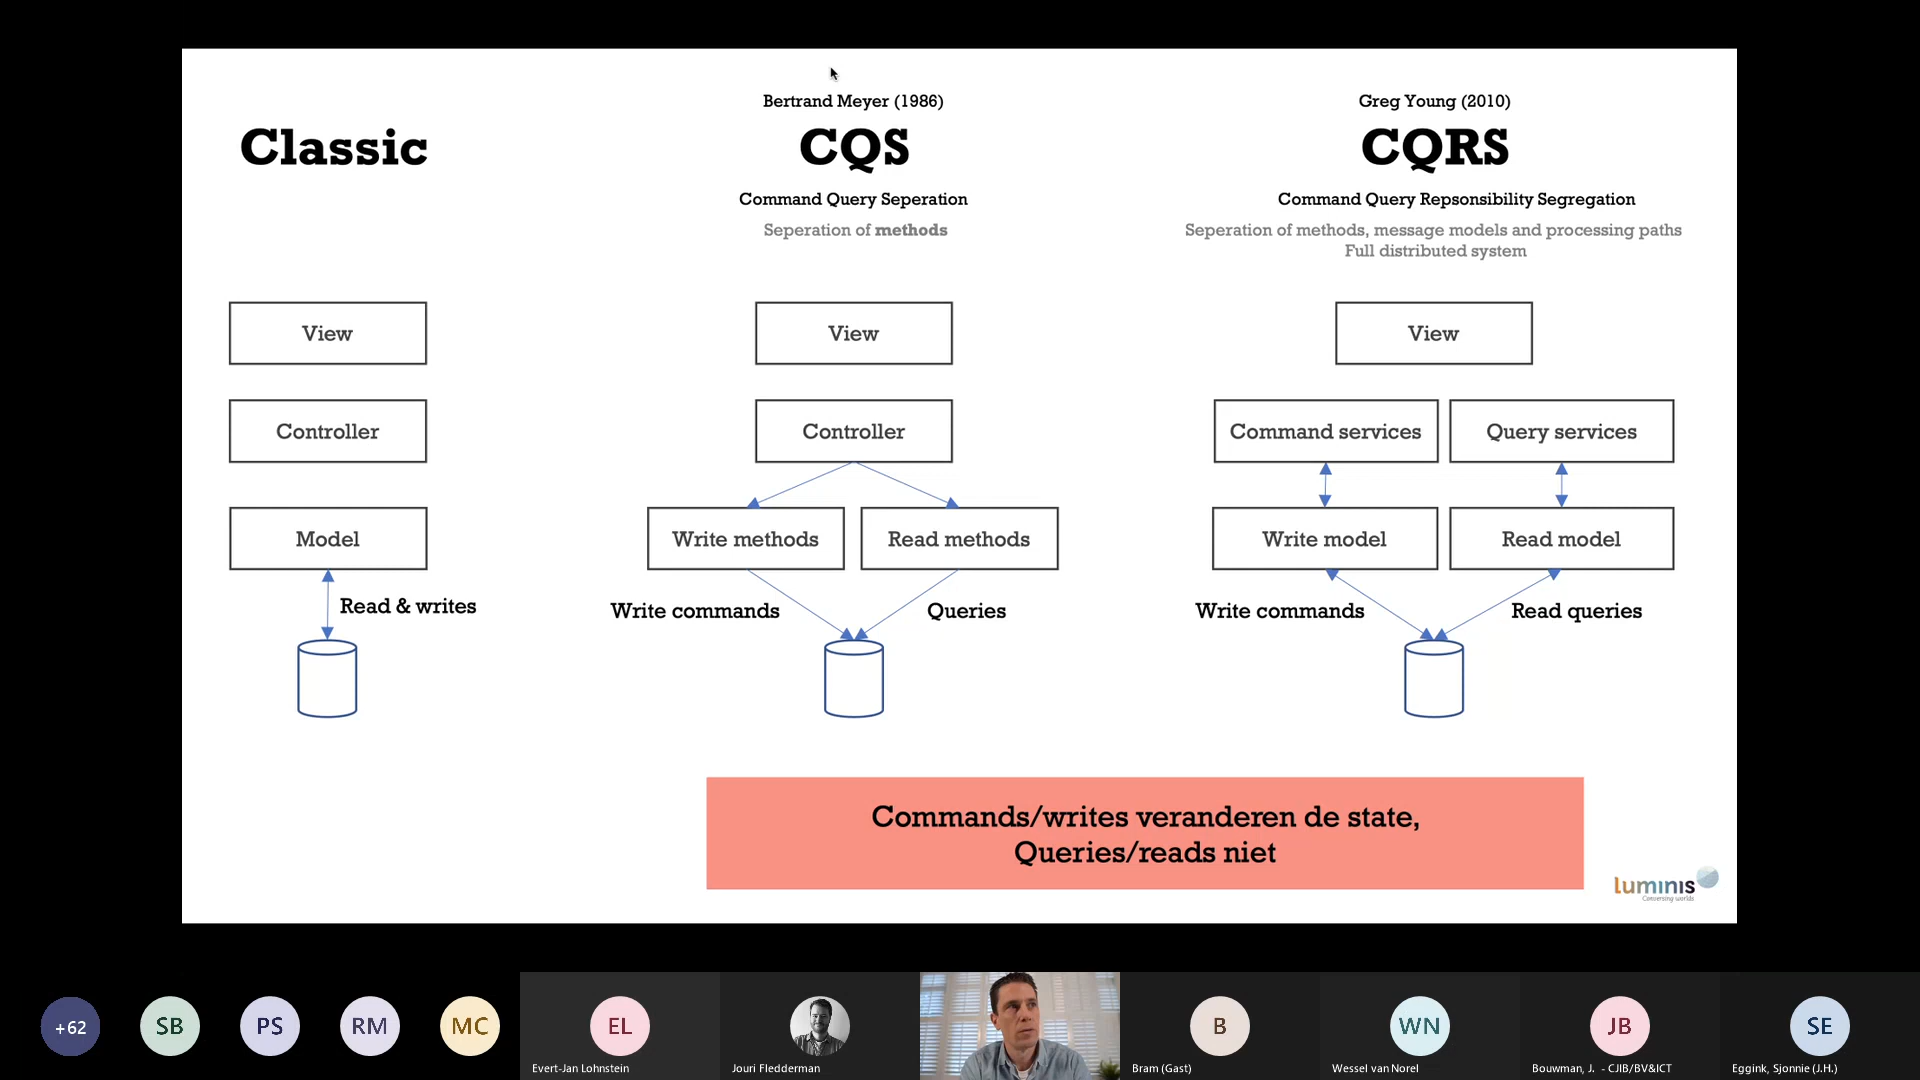 Bertrand Meyer (1986)
Greg Young (2010)
Classic
CQS
CQRS
Command Query Seperation
Command Query Repsonsibility Segregation
Seperation of methods
Seperation of methods, message models and processing paths
Full distributed system
View
View
View
Controller
Controller
Command services
Query services
Model
Write methods
Read methods
Write model
Read model
Read & writes
Write commands
Queries
Write commands
Read queries
Commands/writes veranderen de state,
Queries/reads niet
luminis
Conversing worlds
+62
SB
PS
RM
MC
EL
B
WN
JB
SE
Evert-Jan Lohnstein
Jouri Fledderman
Bram (Gast)
Wessel van Norel
Bouwman, J. - CJIB/BV&ICT
Eggink, Sjonnie (J.H.)